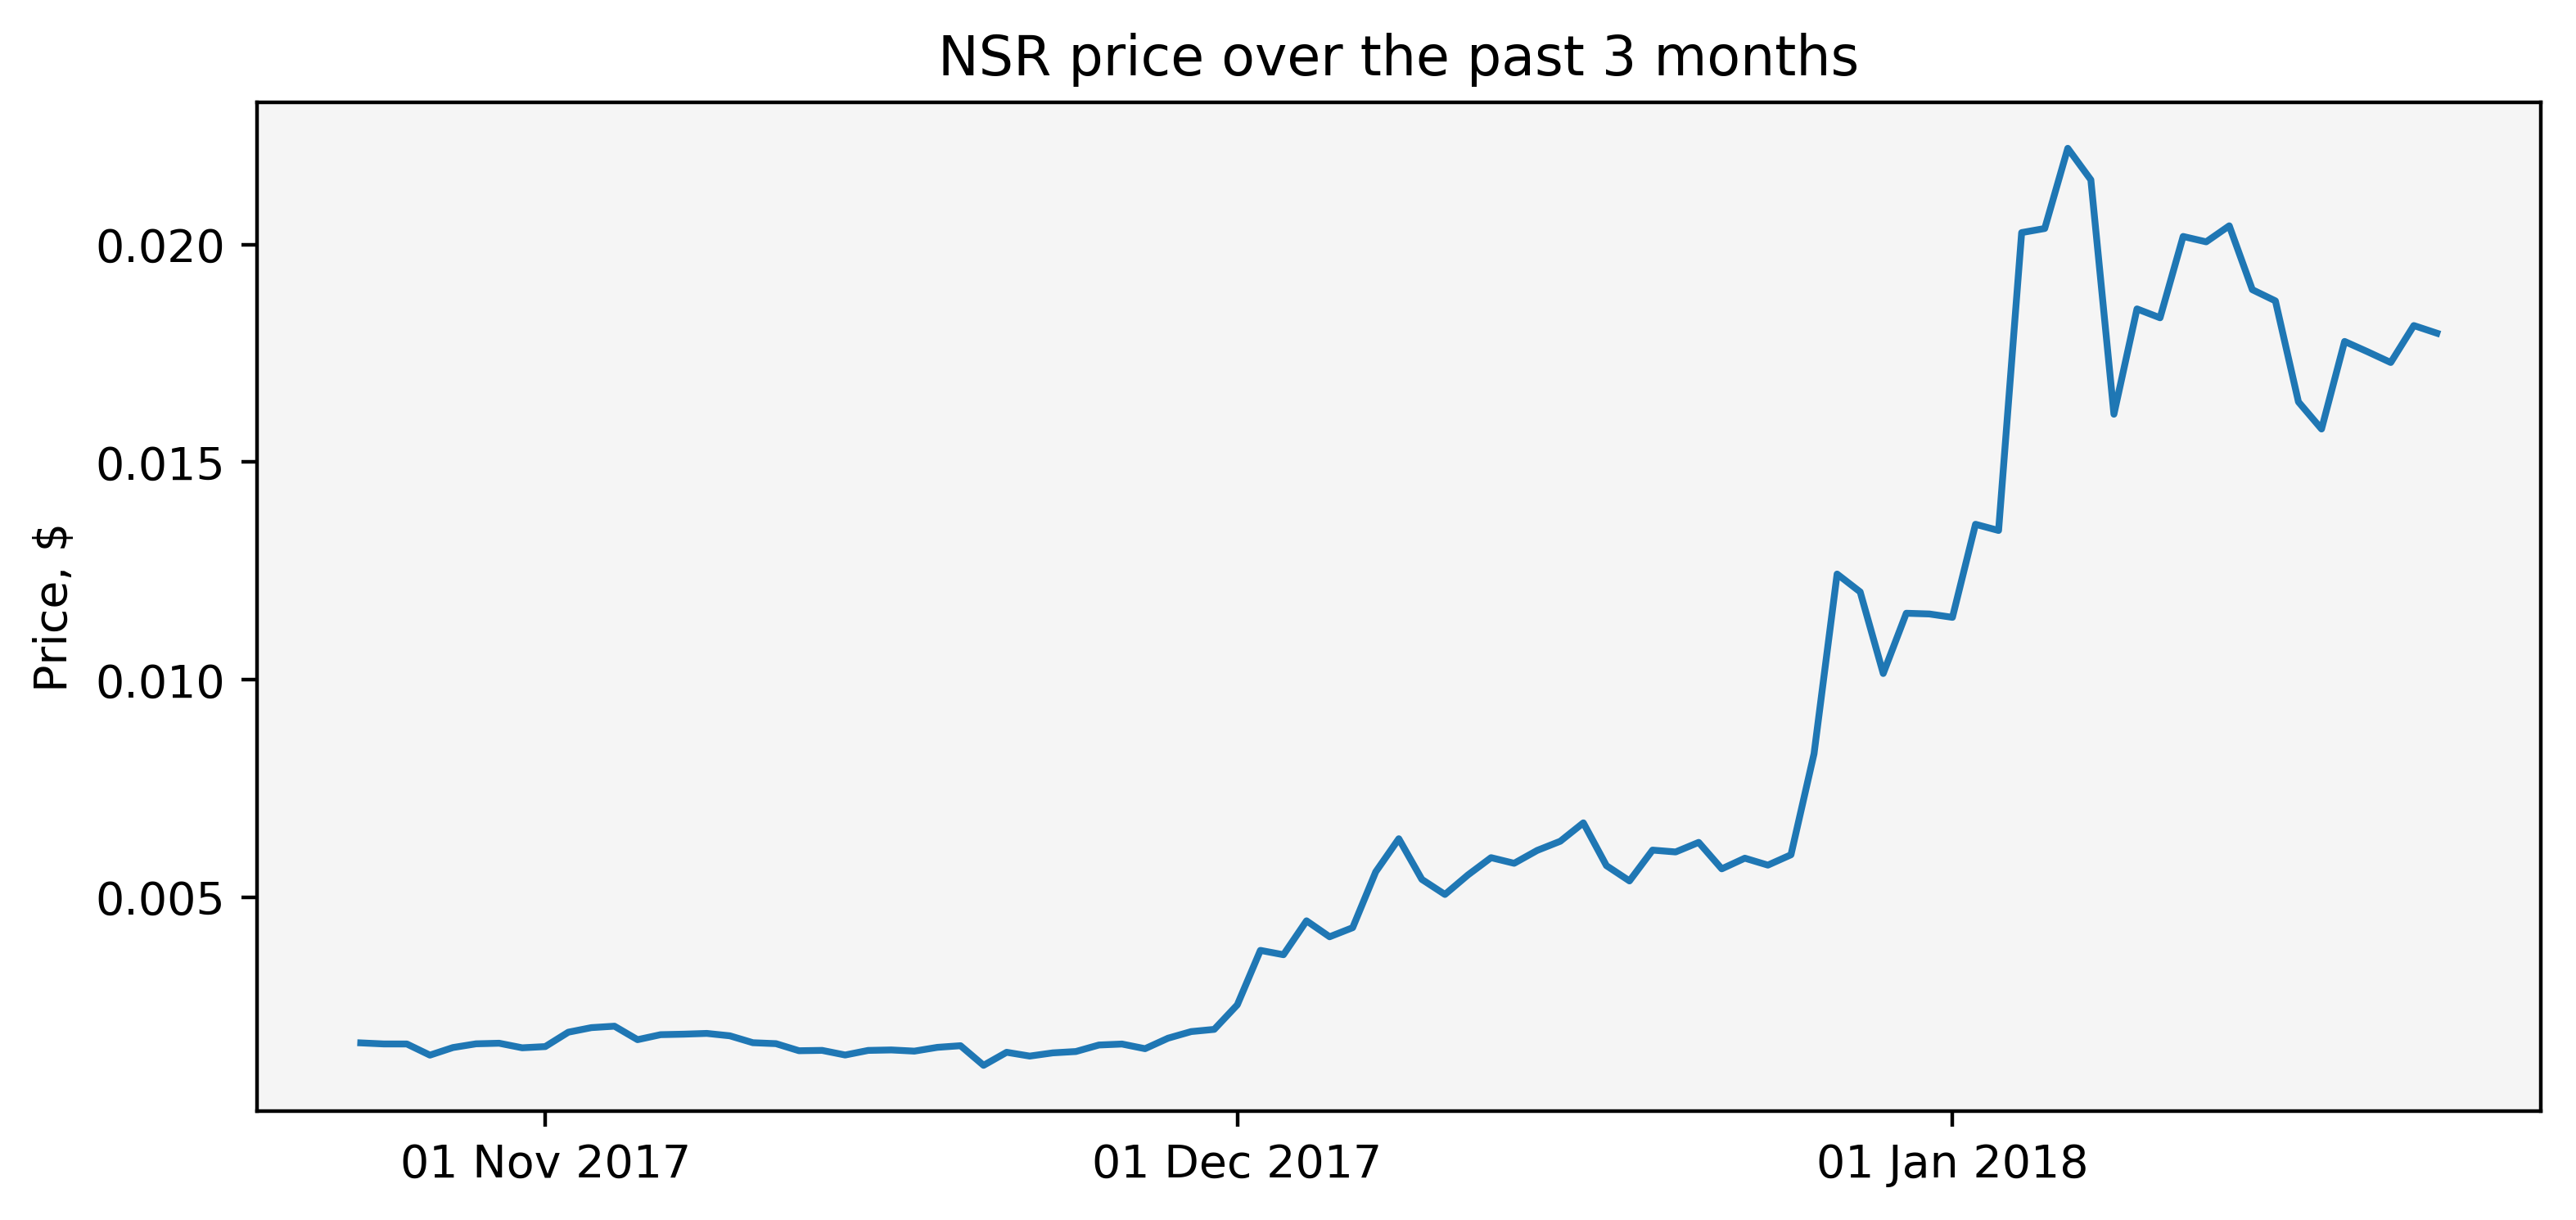 NSR price over the past 3 months
Price, $
0.020
0.015
0.010
0.005
01 Nov 2017
01 Dec 2017
01 Jan 2018